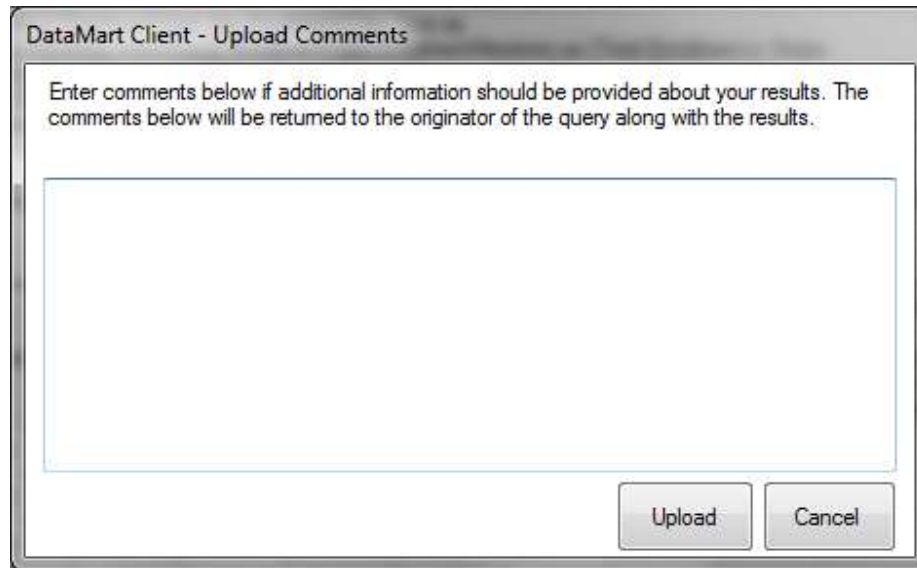 DataMart Client - Upload Comments
Enter comments below if additional information should be provided about your results. The
comments below will be returned to the originator of the query along with the results.
Upload
Cancel